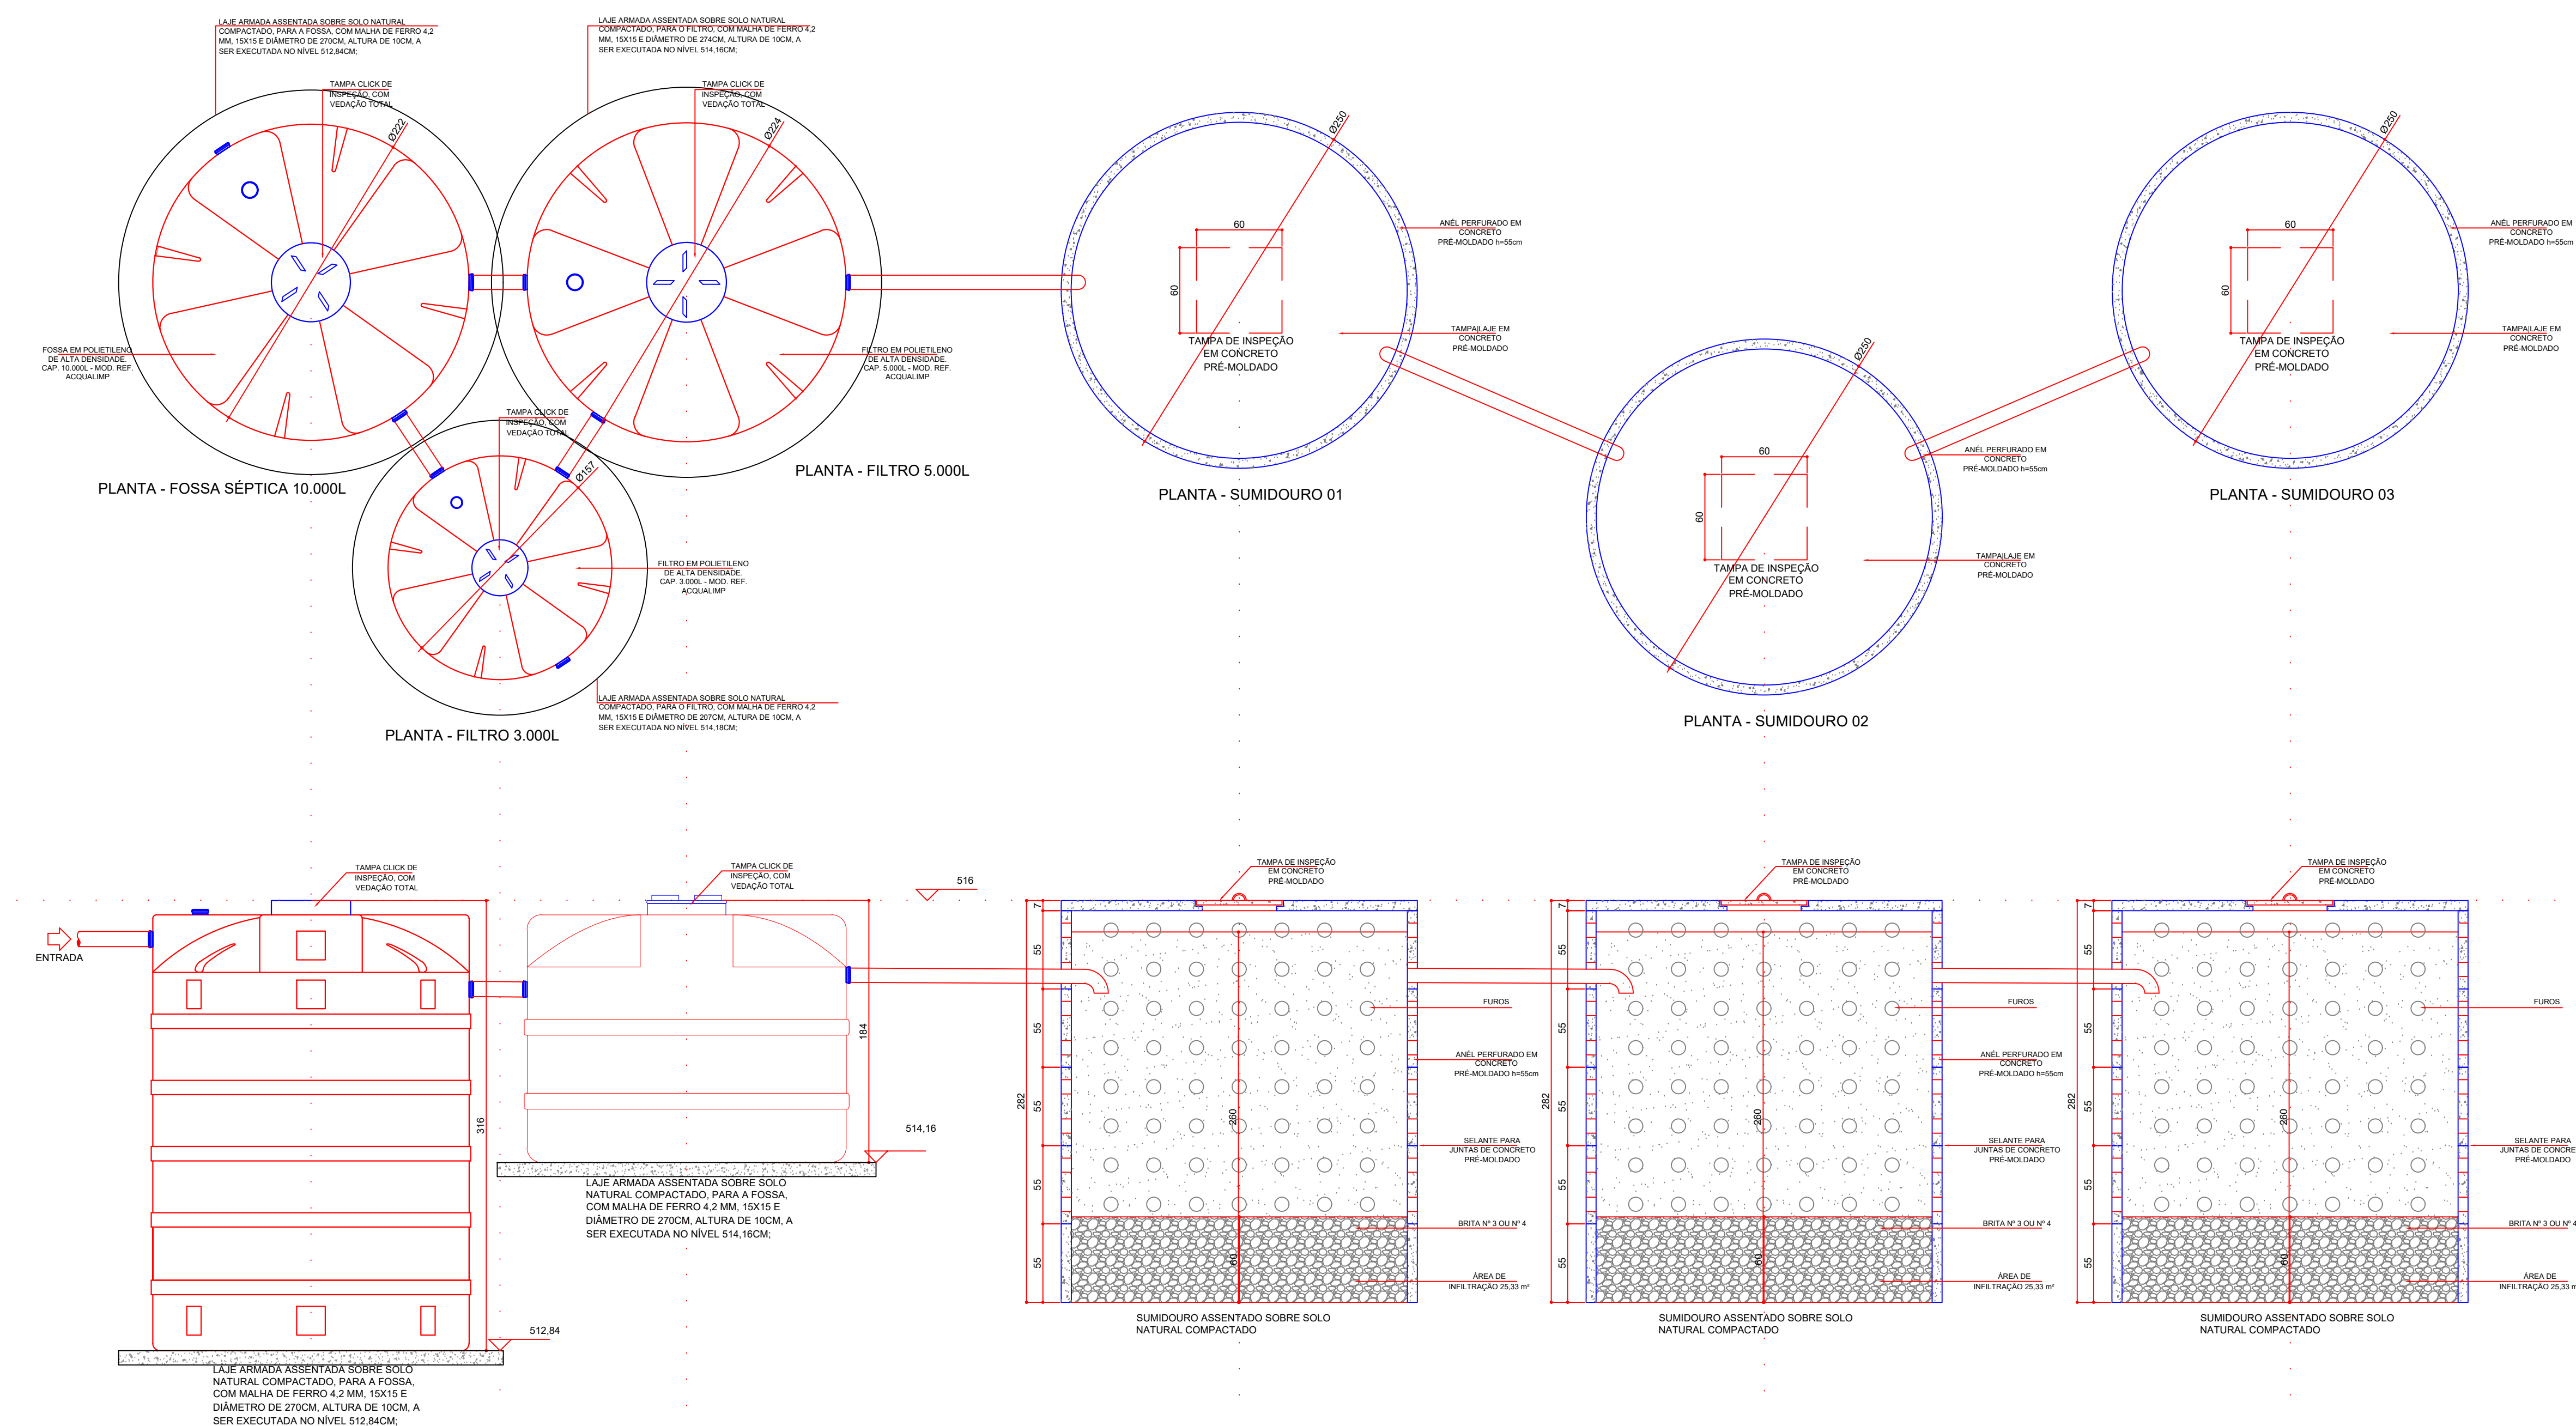 LAJE ARMADA ASSENTADA SOBRE SOLO NATURAL
COMPACTADO, PARA A FOSSA, COM MALHA DE FERRO 4,2
MM, 15X15 E DIÂMETRO DE 270CM, ALTURA DE 10CM, A
SER EXECUTADA NO NÍVEL 512,84CM;
LAJE ARMADA ASSENTADA SOBRE SOLO NATURAL
COMPACTADO, PARA O FILTRO, COM MALHA DE FERRO 4,2
MM, 15X15 E DIÂMETRO DE 274CM, ALTURA DE 10CM, A
SER EXECUTADA NO NÍVEL 514,16CM;
TAMPA CLICK DE
INSPEÇÃO, COM
VEDAÇÃO TOTAL
Ø222
TAMPA CLICK DE
INSPEÇÃO, COM
VEDAÇÃO TOTAL
Ø224
FOSSA EM POLIETILENO
DE ALTA DENSIDADE.
CAP. 10.000L - MOD. REF.
ACQUALIMP
FILTRO EM POLIETILENO
DE ALTA DENSIDADE.
CAP. 5.000L - MOD. REF.
ACQUALIMP
PLANTA - FOSSA SÉPTICA 10.000L
PLANTA - FILTRO 5.000L
TAMPA CLICK DE
INSPEÇÃO, COM
VEDAÇÃO TOTAL
Ø157
FILTRO EM POLIETILENO
DE ALTA DENSIDADE.
CAP. 3.000L - MOD. REF.
ACQUALIMP
LAJE ARMADA ASSENTADA SOBRE SOLO NATURAL
COMPACTADO, PARA O FILTRO, COM MALHA DE FERRO 4,2
MM, 15X15 E DIÂMETRO DE 207CM, ALTURA DE 10CM, A
SER EXECUTADA NO NÍVEL 514,18CM;
PLANTA - FILTRO 3.000L
Ø250
60
60
TAMPA DE INSPEÇÃO
EM CONCRETO
PRÉ-MOLDADO
ANÉL PERFURADO EM
CONCRETO
PRÉ-MOLDADO h=55cm
TAMPA|LAJE EM
CONCRETO
PRÉ-MOLDADO
PLANTA - SUMIDOURO 01
Ø250
60
60
TAMPA DE INSPEÇÃO
EM CONCRETO
PRÉ-MOLDADO
ANÉL PERFURADO EM
CONCRETO
PRÉ-MOLDADO h=55cm
TAMPA|LAJE EM
CONCRETO
PRÉ-MOLDADO
PLANTA - SUMIDOURO 02
Ø250
60
60
TAMPA DE INSPEÇÃO
EM CONCRETO
PRÉ-MOLDADO
ANÉL PERFURADO EM
CONCRETO
PRÉ-MOLDADO h=55cm
TAMPA|LAJE EM
CONCRETO
PRÉ-MOLDADO
PLANTA - SUMIDOURO 03
TAMPA CLICK DE
INSPEÇÃO, COM
VEDAÇÃO TOTAL
ENTRADA
316
512,84
LAJE ARMADA ASSENTADA SOBRE SOLO
NATURAL COMPACTADO, PARA A FOSSA,
COM MALHA DE FERRO 4,2 MM, 15X15 E
DIÂMETRO DE 270CM, ALTURA DE 10CM, A
SER EXECUTADA NO NÍVEL 512,84CM;
TAMPA CLICK DE
INSPEÇÃO, COM
VEDAÇÃO TOTAL
184
516
514,16
LAJE ARMADA ASSENTADA SOBRE SOLO
NATURAL COMPACTADO, PARA A FOSSA,
COM MALHA DE FERRO 4,2 MM, 15X15 E
DIÂMETRO DE 270CM, ALTURA DE 10CM, A
SER EXECUTADA NO NÍVEL 514,16CM;
TAMPA DE INSPEÇÃO
EM CONCRETO
PRÉ-MOLDADO
7
55
55
55
55
55
282
260
60
FUROS
ANÉL PERFURADO EM
CONCRETO
PRÉ-MOLDADO h=55cm
SELANTE PARA
JUNTAS DE CONCRETO
PRÉ-MOLDADO
BRITA Nº 3 OU Nº 4
ÁREA DE
INFILTRAÇÃO 25,33 m²
SUMIDOURO ASSENTADO SOBRE SOLO
NATURAL COMPACTADO
TAMPA DE INSPEÇÃO
EM CONCRETO
PRÉ-MOLDADO
7
55
55
55
55
55
282
260
60
FUROS
ANÉL PERFURADO EM
CONCRETO
PRÉ-MOLDADO h=55cm
SELANTE PARA
JUNTAS DE CONCRETO
PRÉ-MOLDADO
BRITA Nº 3 OU Nº 4
ÁREA DE
INFILTRAÇÃO 25,33 m²
SUMIDOURO ASSENTADO SOBRE SOLO
NATURAL COMPACTADO
TAMPA DE INSPEÇÃO
EM CONCRETO
PRÉ-MOLDADO
7
55
55
55
55
55
282
260
60
FUROS
SELANTE PARA
JUNTAS DE CONCRE
PRÉ-MOLDADO
BRITA Nº 3 OU Nº 4
ÁREA DE
INFILTRAÇÃO 25,33 m
SUMIDOURO ASSENTADO SOBRE SOLO
NATURAL COMPACTADO